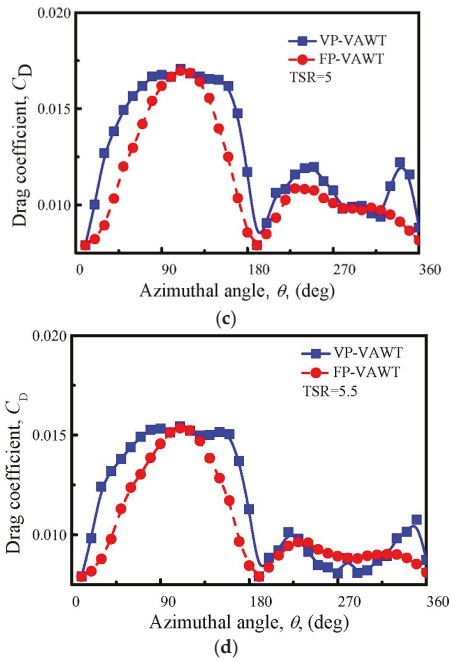 0.020
VP-VAWT
FP-VAWT
TSR=5
0.015
0.010
Drag coefficient, CD
0 90 180 270 360
Azimuthal angle, θ, (deg)
(c)
0.020
VP-VAWT
FP-VAWT
TSR=5.5
0.015
0.010
Drag coefficient, CD
0 90 180 270 360
Azimuthal angle, θ, (deg)
(d)